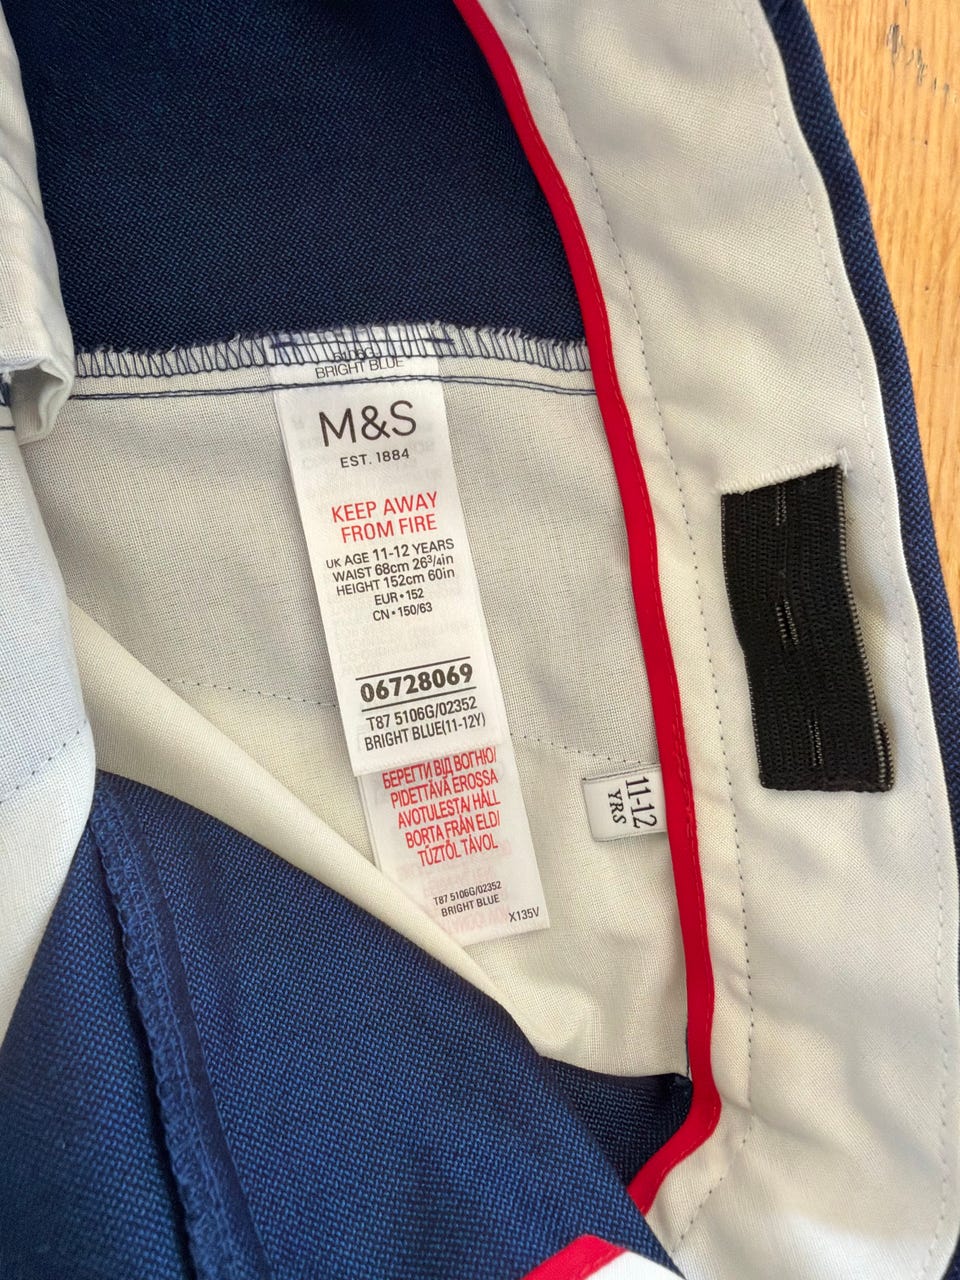 BRIGHT BLUE
M&S
EST. 1884
KEEP AWAY
FROM FIRE
UK AGE 11-12 YEARS
WAIST 68cm 26¾in
HEIGHT 152cm 60in
EUR•152
CN•150/63
06728069
T87 5106G/02352
BRIGHT BLUE(11-12Y)
БЕРЕГТИ ВІД ВОГНЮ/
PIDETTÄVÄ EROSSA
AVOTULESTA/ HÅLL
BORTA FRÅN ELD/
TŰZTŐL TÁVOL
T87 5106G/02352
BRIGHT BLUE
X135V
11-12
YRS